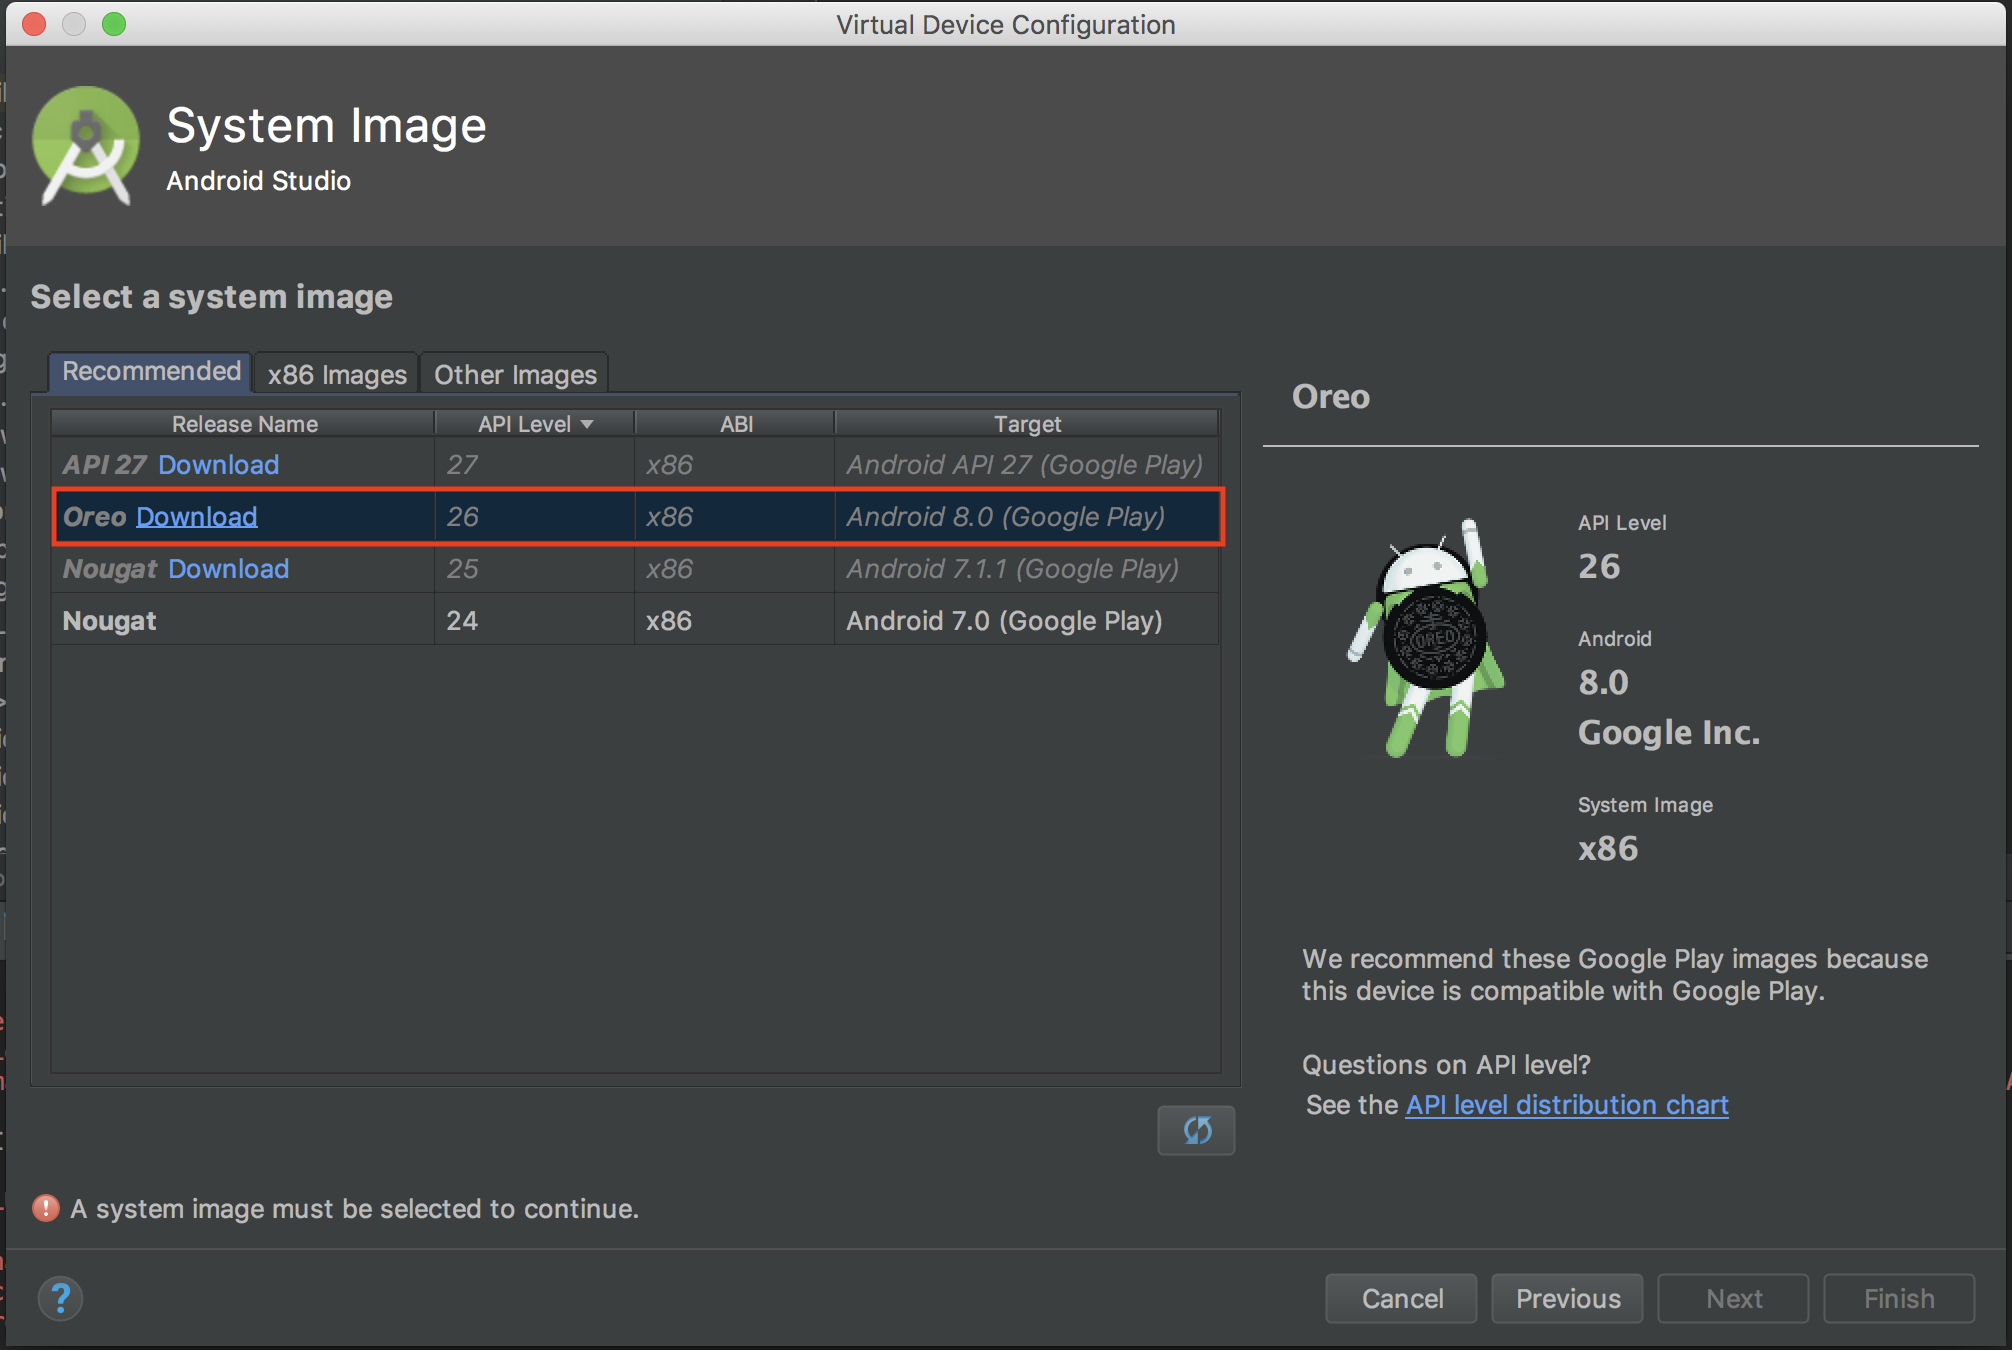 Virtual Device Configuration
System Image
Android Studio
Select a system image
Recommended x86 Images Other Images
Release Name API Level ABI Target
API 27 Download 27 x86 Android API 27 (Google Play)
Oreo Download 26 x86 Android 8.0 (Google Play)
Nougat Download 25 x86 Android 7.1.1 (Google Play)
Nougat 24 x86 Android 7.0 (Google Play)
Oreo
OREO
API Level
26
Android
8.0
Google Inc.
System Image
x86
We recommend these Google Play images because
this device is compatible with Google Play.
Questions on API level?
See the API level distribution chart
A system image must be selected to continue.
? Cancel Previous Next Finish